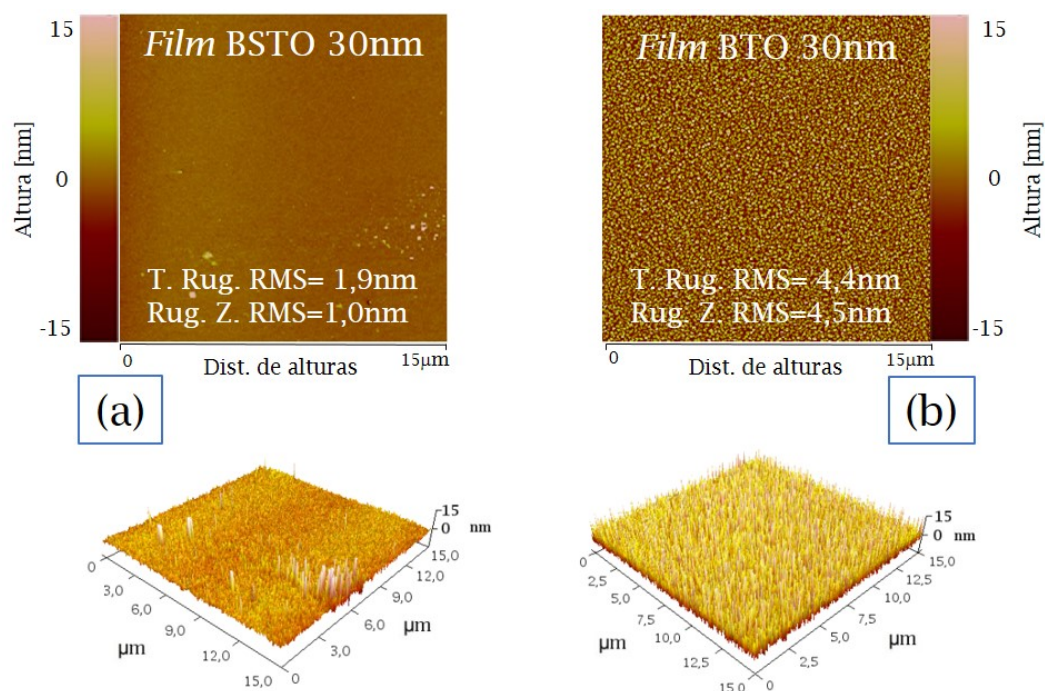 15
0
-15
Altura [nm]
Film BSTO 30nm
T. Rug. RMS= 1,9nm
Rug. Z. RMS=1,0nm
0
15µm
Dist. de alturas
(a)
Film BTO 30nm
T. Rug. RMS= 4,4nm
Rug. Z. RMS=4,5nm
0
15µm
Dist. de alturas
15
0
-15
Altura [nm]
(b)
15
0
nm
0
3,0
6,0
9,0
12,0
15,0
µm
0
3,0
6,0
9,0
12,0
15,0
µm
15
0
nm
0
2,5
5,0
7,5
10,0
12,5
15,0
µm
0
2,5
5,0
7,5
10,0
12,5
15,0
µm